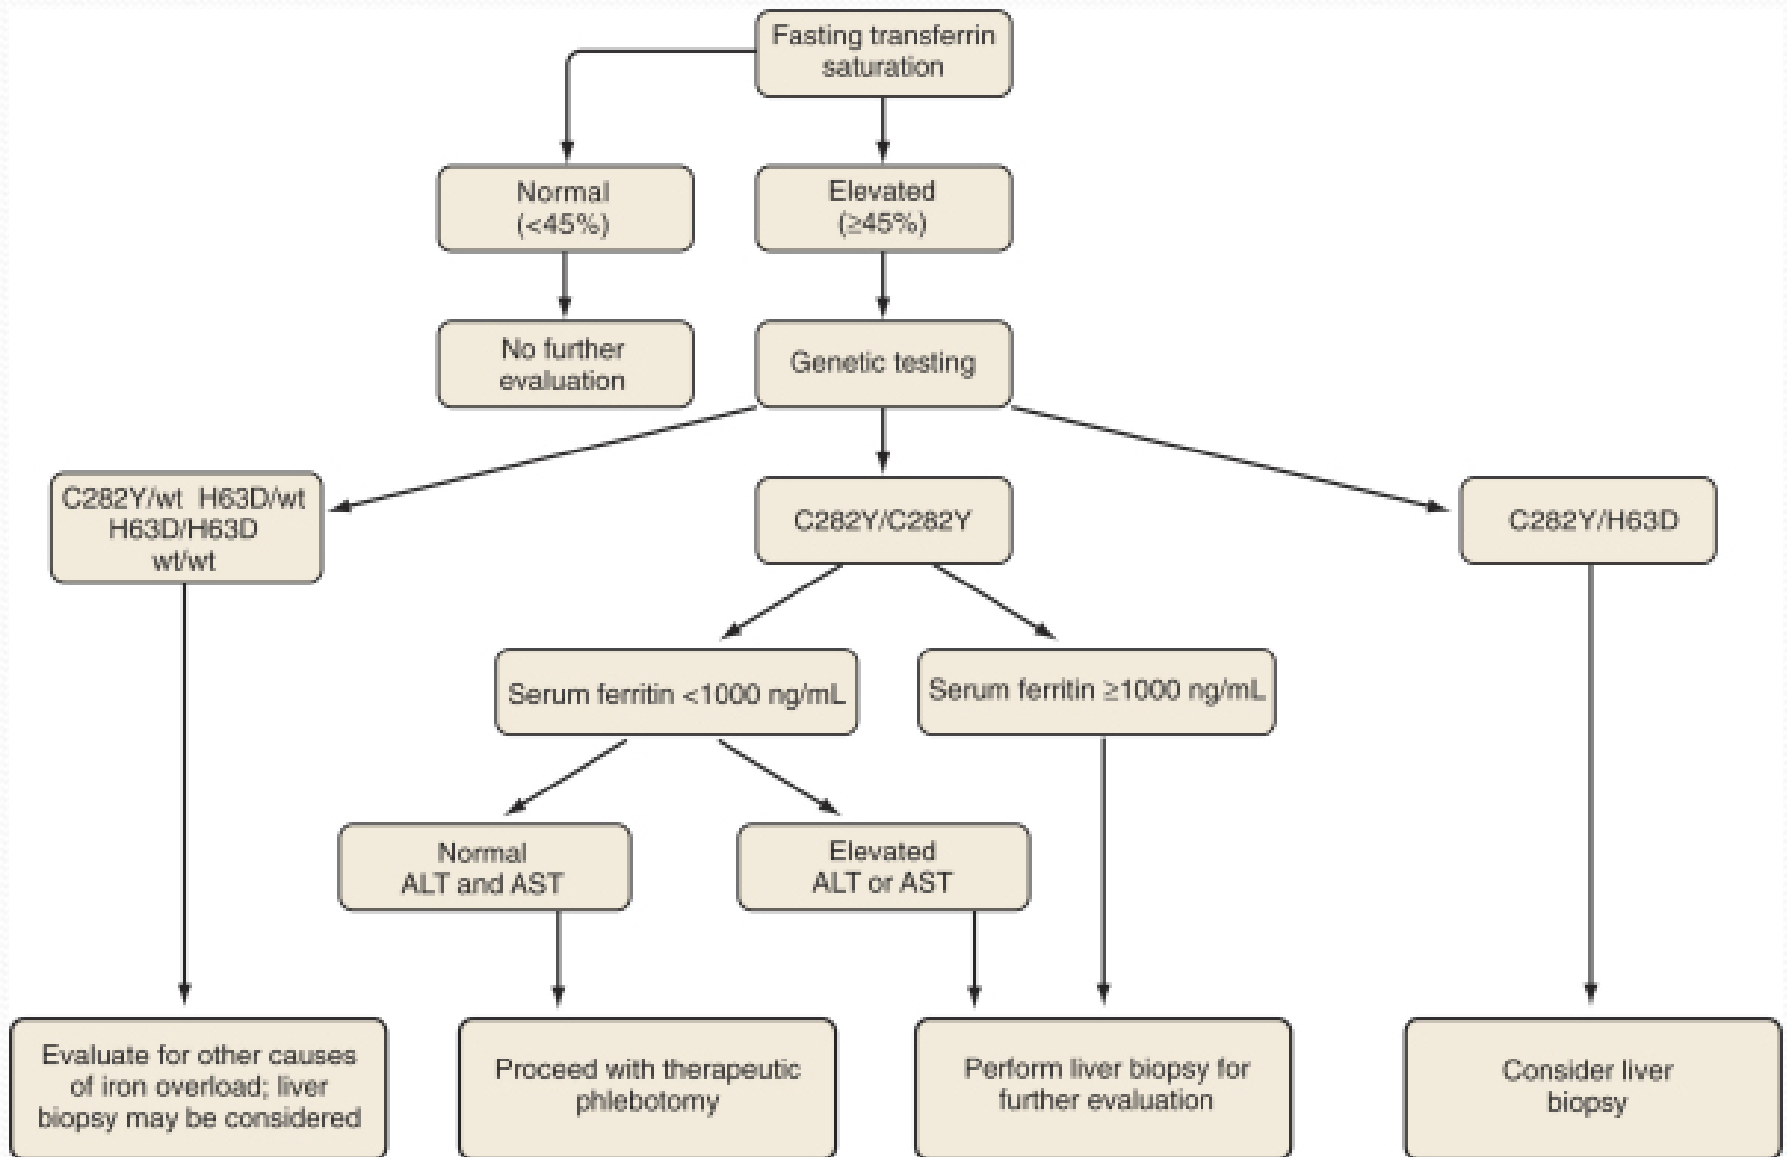 Fasting transferrin
saturation
Normal
(<45%)
Elevated
(≥45%)
No further
evaluation
Genetic testing
C282Y/wt H63D/wt
H63D/H63D
wt/wt
C282Y/C282Y
C282Y/H63D
Serum ferritin <1000 ng/mL
Serum ferritin ≥1000 ng/mL
Normal
ALT and AST
Elevated
ALT or AST
Evaluate for other causes
of iron overload; liver
biopsy may be considered
Proceed with therapeutic
phlebotomy
Perform liver biopsy for
further evaluation
Consider liver
biopsy